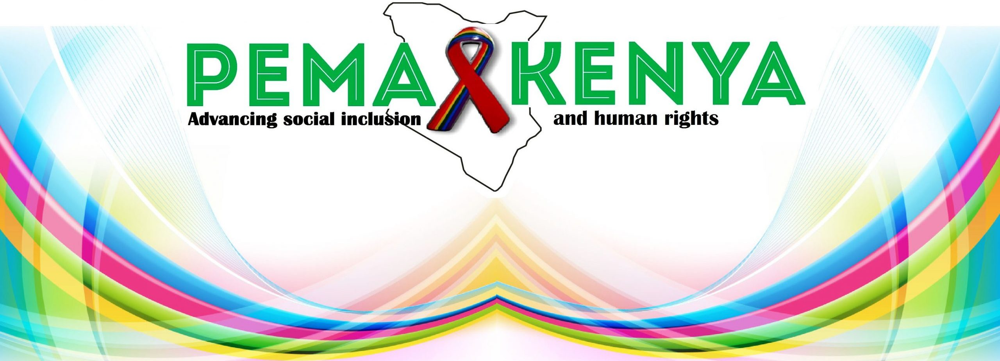 PEMA KENYA
Advancing social inclusion and human rights